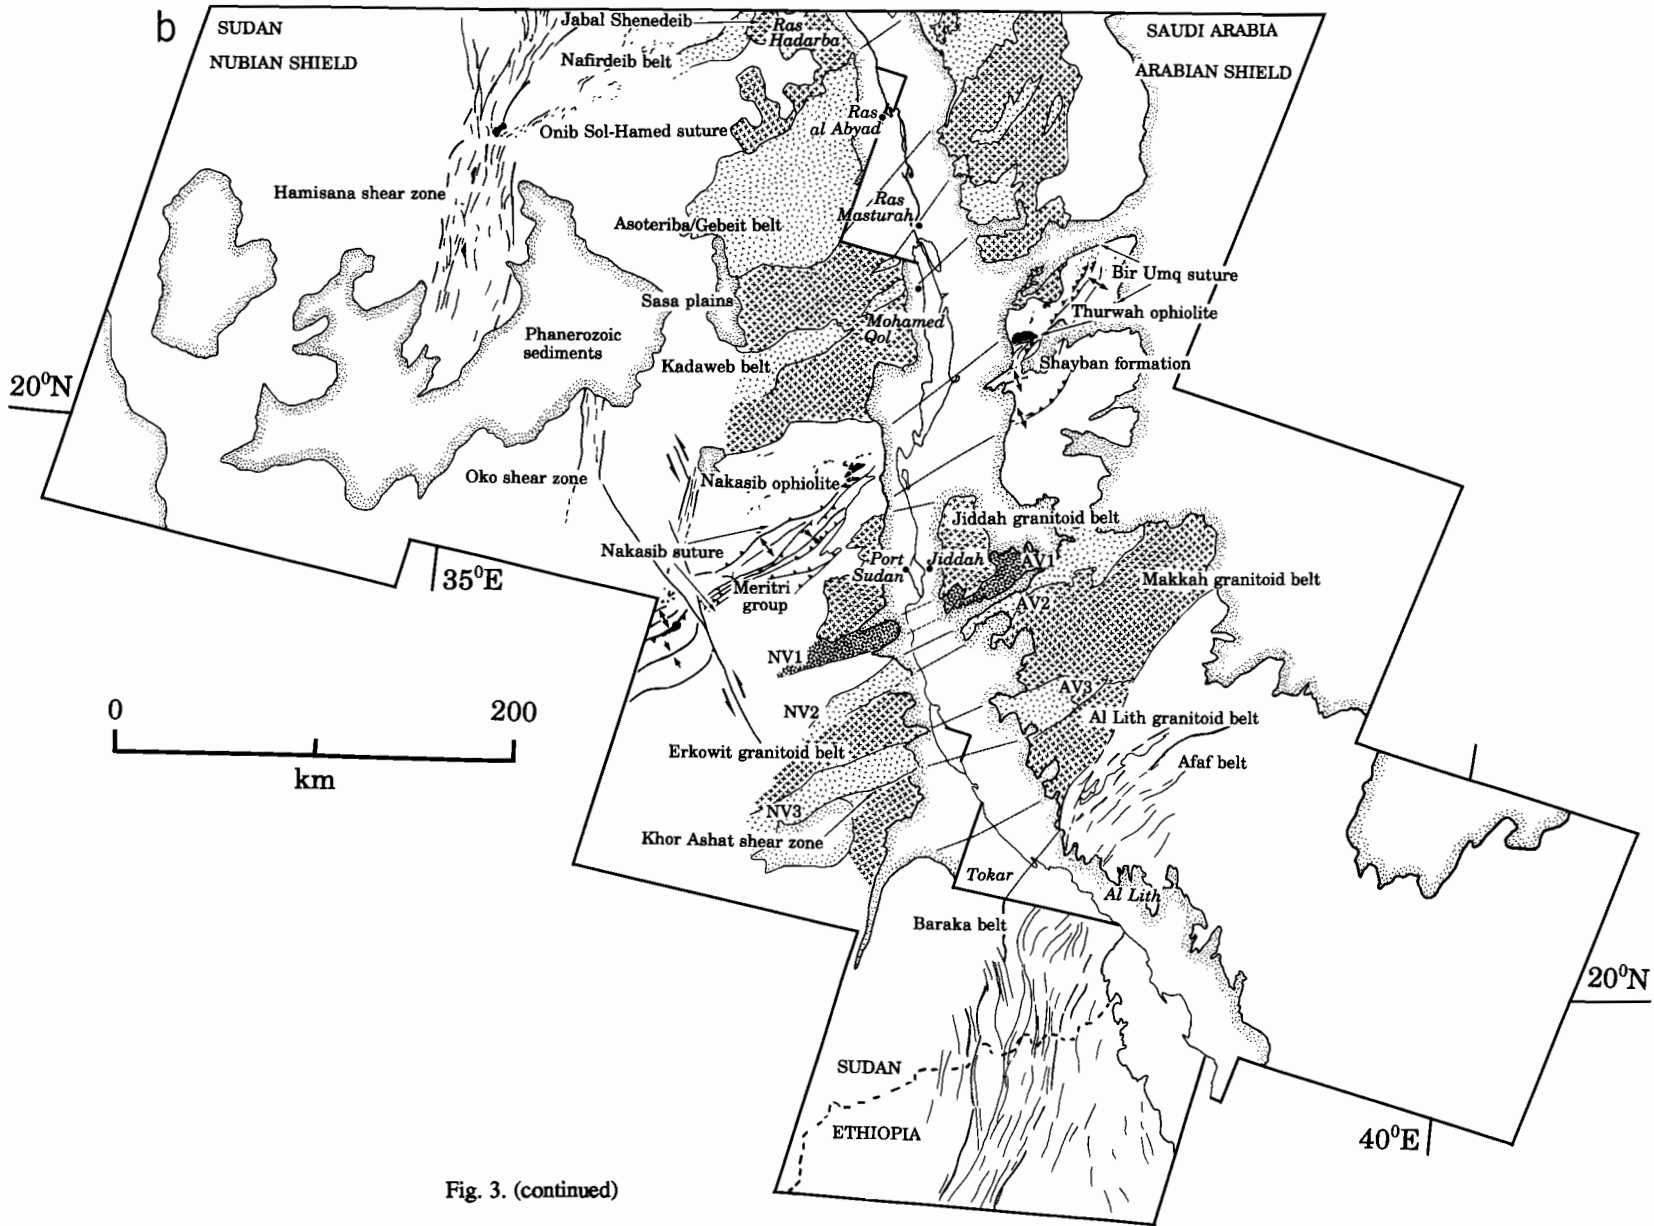 b
SUDAN
NUBIAN SHIELD
Jabal Shenedeib
Ras
Hadarba
SAUDI ARABIA
ARABIAN SHIELD
Nafirdeib belt
Ras
al Abyad
Onib Sol-Hamed suture
Hamisana shear zone
Ras
Masturah
Asoteriba/Gebeit belt
Bir Umq suture
Sasa plains
Thurwah ophiolite
Mohamed
Qol
Phanerozoic
sediments
Kadaweb belt
Shayban formation
20⁰N
Oko shear zone
Nakasib ophiolite
Jiddah granitoid belt
Nakasib suture
Port
Sudan
Jiddah
AV1
35⁰E
Makkah granitoid belt
Meritri
group
AV2
NV1
AV3
NV2
Al Lith granitoid belt
0
200
km
Erkowit granitoid belt
Afaf belt
NV3
Khor Ashat shear zone
Tokar
Al Lith
Baraka belt
20⁰N
SUDAN
ETHIOPIA
40⁰E
Fig. 3. (continued)